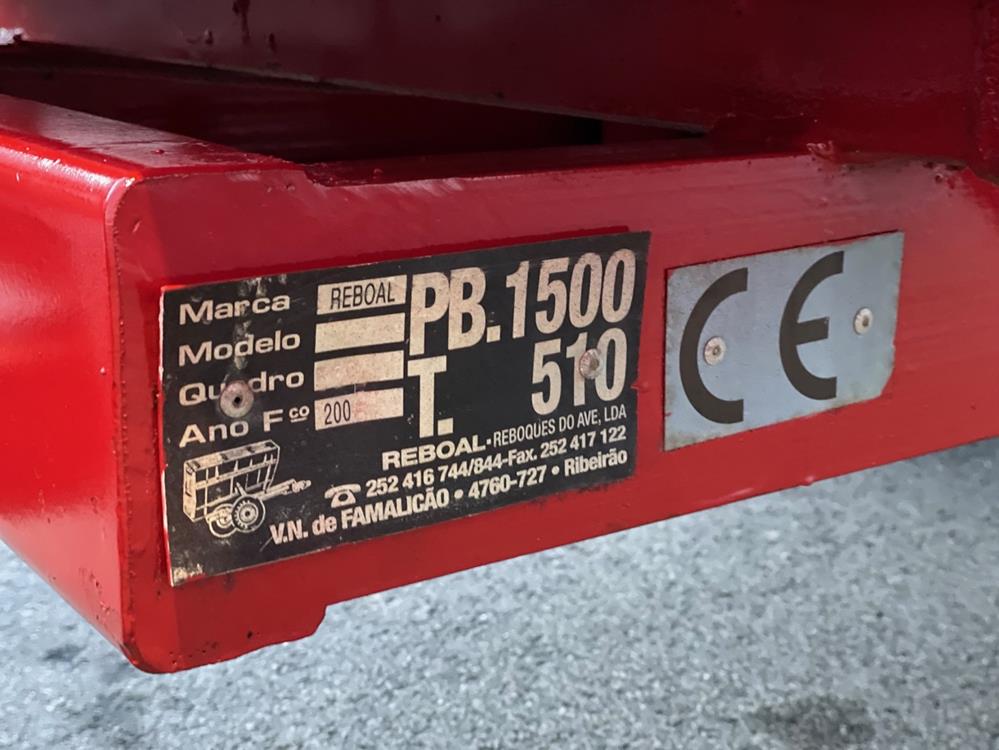 Marca REBOAL PB.1500
Modelo
Quadro T. 510
Ano F.co 200
REBOAL-REBOQUES DO AVE, LDA
☎ 252 416 744/844-Fax. 252 417 122
V.N. de FAMALICÃO • 4760-727 • Ribeirão
CE